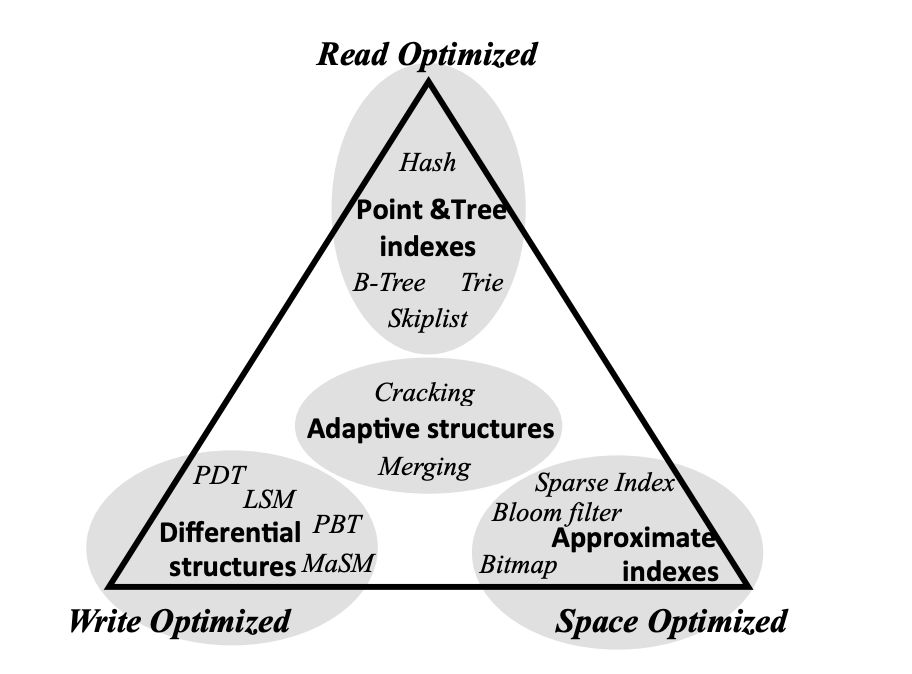 Read Optimized
Hash
Point &Tree
indexes
B-Tree Trie
Skiplist
Cracking
Adaptive structures
Merging
PDT
LSM
PBT
Differential
structures
MaSM
Sparse Index
Bloom filter
Approximate
Bitmap
indexes
Write Optimized
Space Optimized